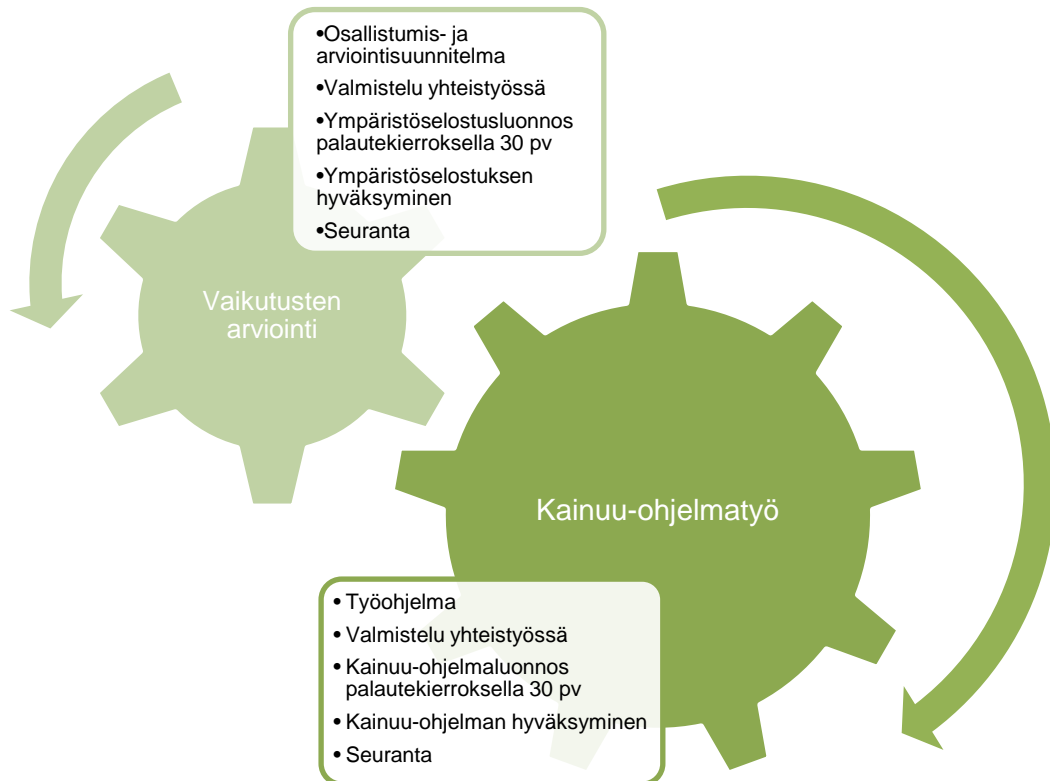 •Osallistumis- ja
arviointisuunnitelma
•Valmistelu yhteistyössä
•Ympäristöselostusluonnos
palautekierroksella 30 pv
•Ympäristöselostuksen
hyväksyminen
•Seuranta
Vaikutusten
arviointi
Kainuu-ohjelmatyö
• Työohjelma
• Valmistelu yhteistyössä
• Kainuu-ohjelmaluonnos
palautekierroksella 30 pv
• Kainuu-ohjelman hyväksyminen
• Seuranta